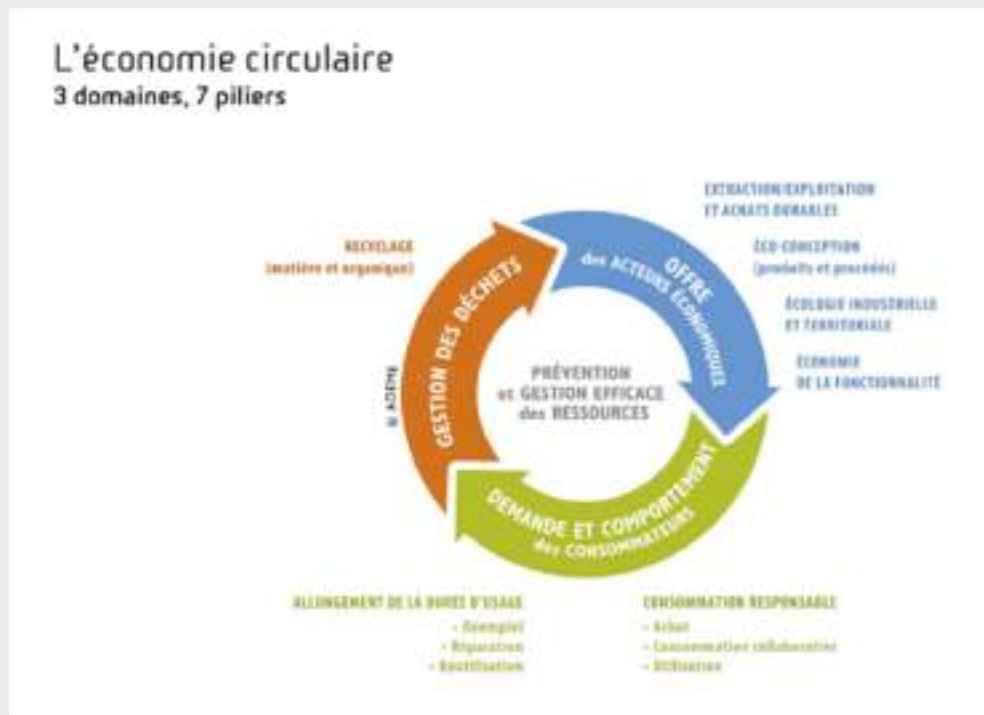 L'économie circulaire
3 domaines, 7 piliers
EXTRACTION/EXPLOITATION
ET ACHATS DURABLES
RECYCLAGE
(matière et organique)
ÉCO-CONCEPTION
(produits et procédés)
ÉCOLOGIE INDUSTRIELLE
ET TERRITORIALE
ÉCONOMIE
DE LA FONCTIONNALITÉ
OFFRE
des ACTEURS ÉCONOMIQUES
GESTION DES DÉCHETS
PRÉVENTION
et GESTION EFFICACE
des RESSOURCES
© ADEME
DEMANDE ET COMPORTEMENT
des CONSOMMATEURS
ALLONGEMENT DE LA DURÉE D'USAGE
- Réemploi
- Réparation
- Réutilisation
CONSOMMATION RESPONSABLE
- Achat
- Consommation collaborative
- Utilisation